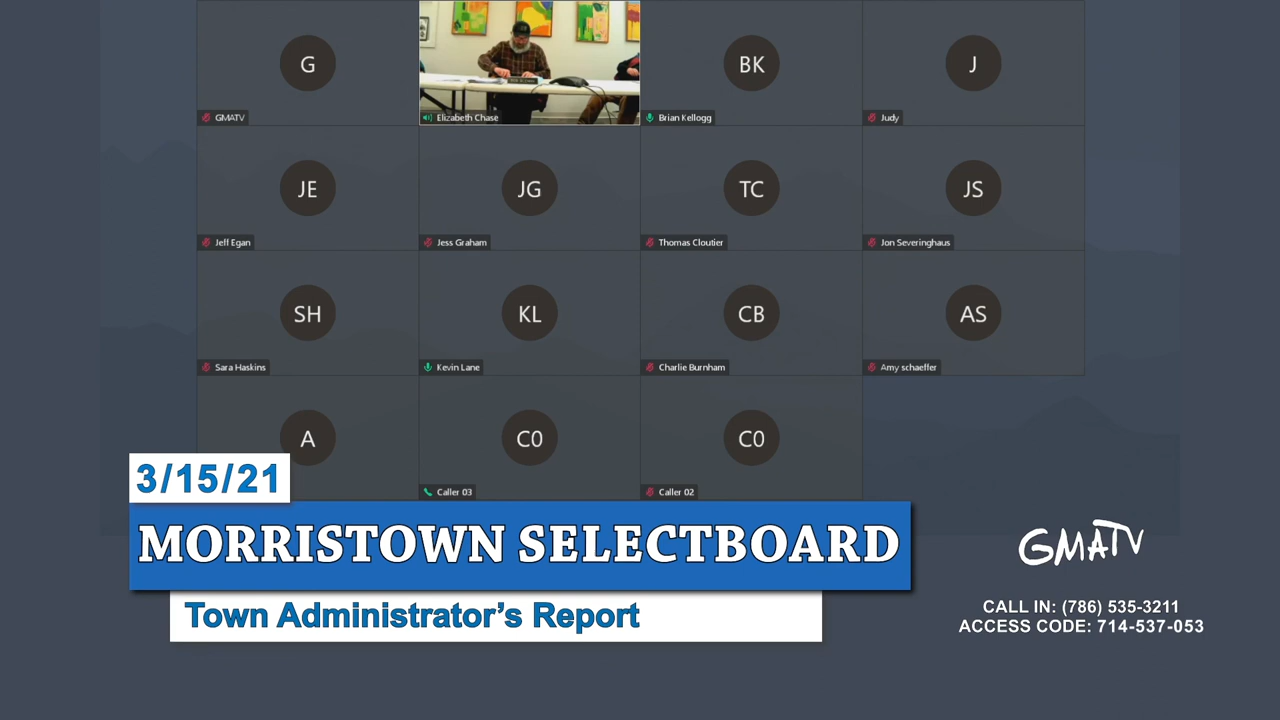 G
BK
J
GMATV
Elizabeth Chase
Brian Kellogg
Judy
JE
JG
TC
JS
Jeff Egan
Jess Graham
Thomas Cloutier
Jon Severinghaus
SH
KL
CB
AS
Sara Haskins
Kevin Lane
Charlie Burnham
Amy schaeffer
A
C0
C0
Caller 03
Caller 02
3/15/21
MORRISTOWN SELECTBOARD
Town Administrator's Report
GMATV
CALL IN: (786) 535-3211
ACCESS CODE: 714-537-053